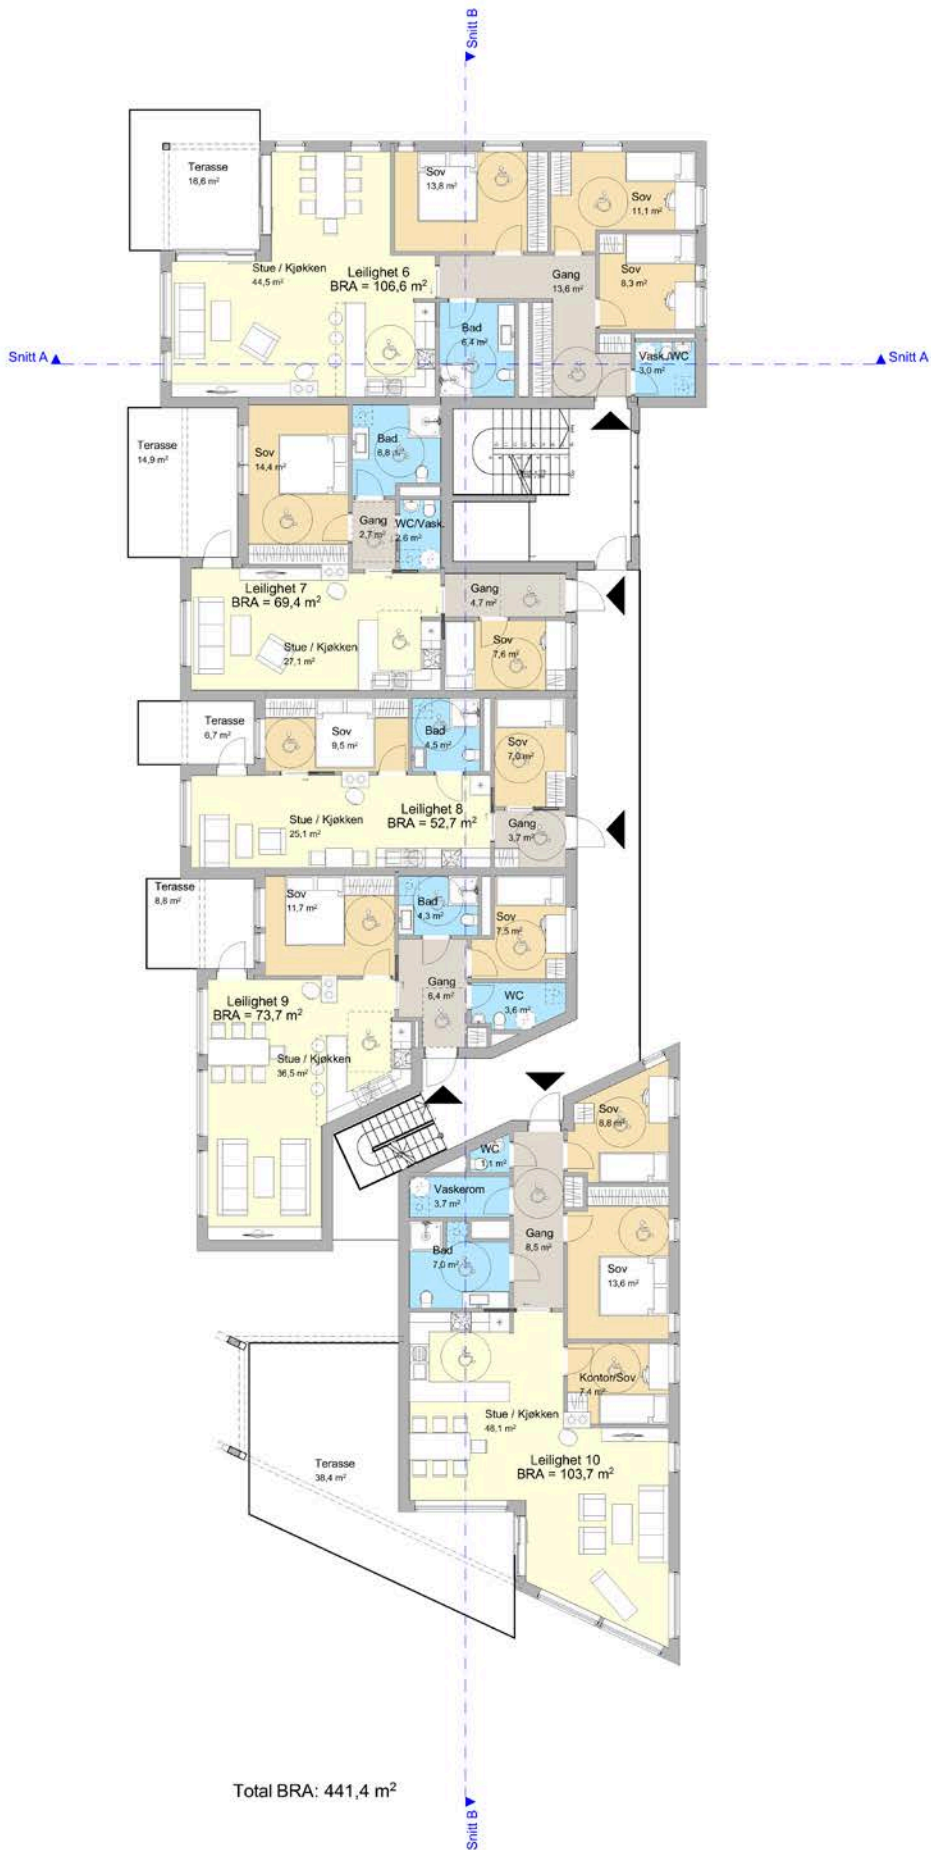 Snitt B
Terasse
16,6 m²
Sov
13,8 m²
Sov
11,1 m²
Stue / Kjøkken
44,5 m²
Leilighet 6
BRA = 106,6 m²
Gang
13,6 m²
Sov
8,3 m²
Bad
6,4 m²
Vask./WC
3,0 m²
Snitt A
Snitt A
Terasse
14,9 m²
Sov
14,4 m²
Bad
6,8 m²
Gang
2,7 m²
WC/Vask.
2,6 m²
Leilighet 7
BRA = 69,4 m²
Gang
4,7 m²
Stue / Kjøkken
27,1 m²
Sov
7,6 m²
Terasse
6,7 m²
Sov
9,5 m²
Bad
4,5 m²
Sov
7,0 m²
Leilighet 8
BRA = 52,7 m²
Stue / Kjøkken
25,1 m²
Gang
3,7 m²
Terasse
8,6 m²
Sov
11,7 m²
Bad
4,3 m²
Sov
7,5 m²
Leilighet 9
BRA = 73,7 m²
Gang
6,4 m²
WC
3,6 m²
Stue / Kjøkken
36,5 m²
Sov
8,8 m²
WC
1,1 m²
Vaskerom
3,7 m²
Gang
8,5 m²
Bad
7,0 m²
Sov
13,6 m²
Kontor/Sov
7,4 m²
Stue / Kjøkken
46,1 m²
Leilighet 10
BRA = 103,7 m²
Terasse
38,4 m²
Total BRA: 441,4 m²
Snitt B